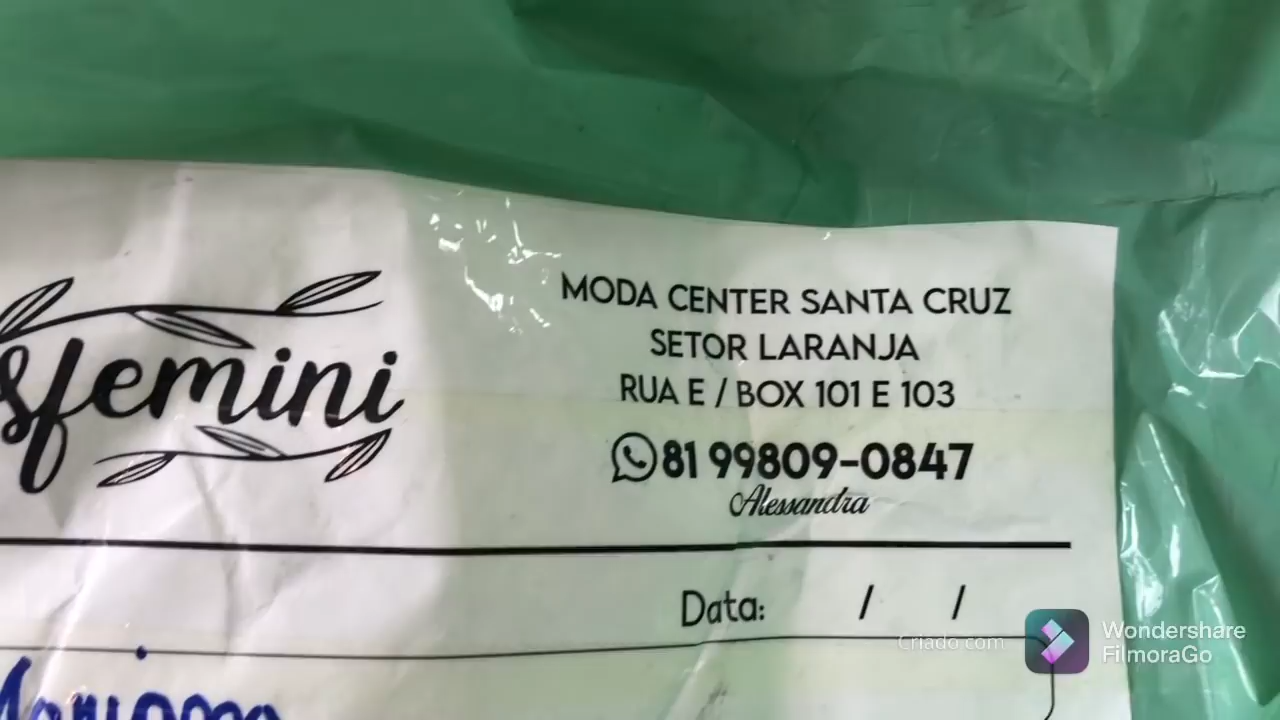 sfemini
MODA CENTER SANTA CRUZ
SETOR LARANJA
RUA E / BOX 101 E 103
81 99809-0847
Alessandra
Data: / /
Criado com
Wondershare
FilmoraGo